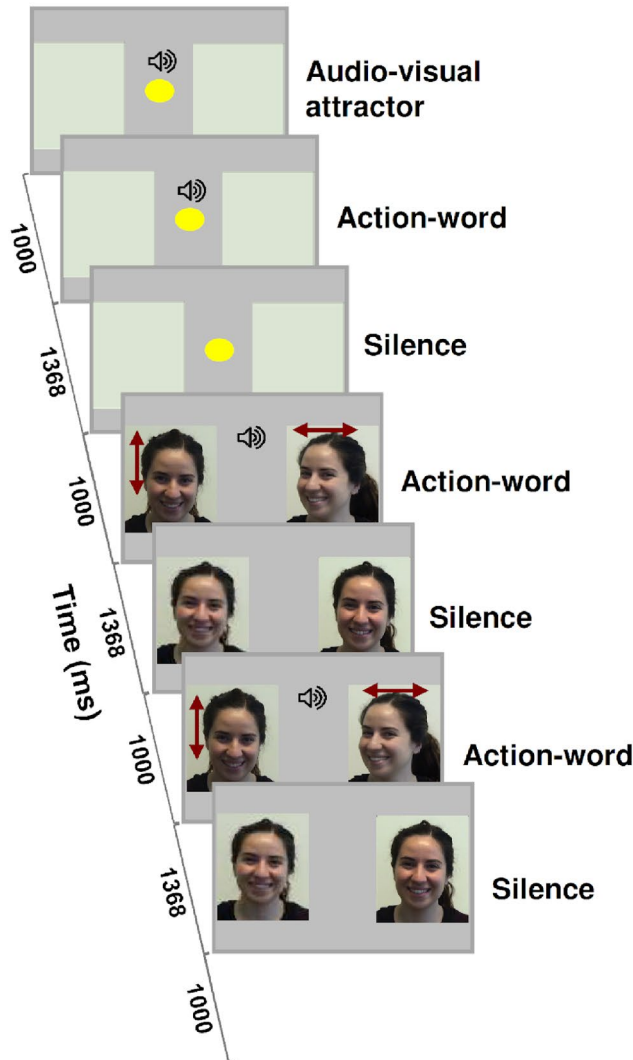 Audio-visual
attractor
Action-word
1000
Silence
1368
Action-word
1000
Silence
1368
Time (ms)
Action-word
1000
Silence
1368
1000